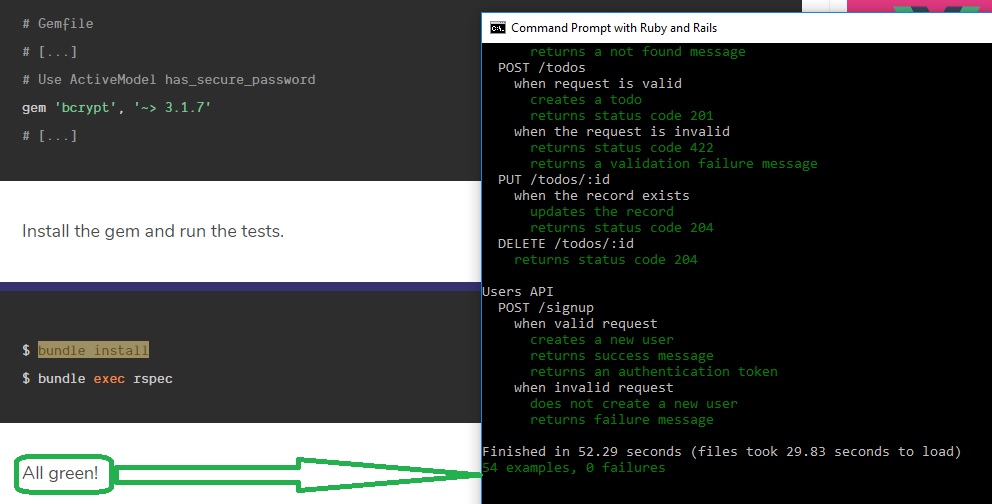 # Gemfile
# [...]
# Use ActiveModel has_secure_password
gem 'bcrypt', '~> 3.1.7'
# [...]
Install the gem and run the tests.
$ bundle install
$ bundle exec rspec
All green!
Command Prompt with Ruby and Rails
returns a not found message
POST /todos
when request is valid
creates a todo
returns status code 201
when the request is invalid
returns status code 422
returns a validation failure message
PUT /todos/:id
when the record exists
updates the record
returns status code 204
DELETE /todos/:id
returns status code 204
Users API
POST /signup
when valid request
creates a new user
returns success message
returns an authentication token
when invalid request
does not create a new user
returns failure message
Finished in 52.29 seconds (files took 29.83 seconds to load)
54 examples, 0 failures